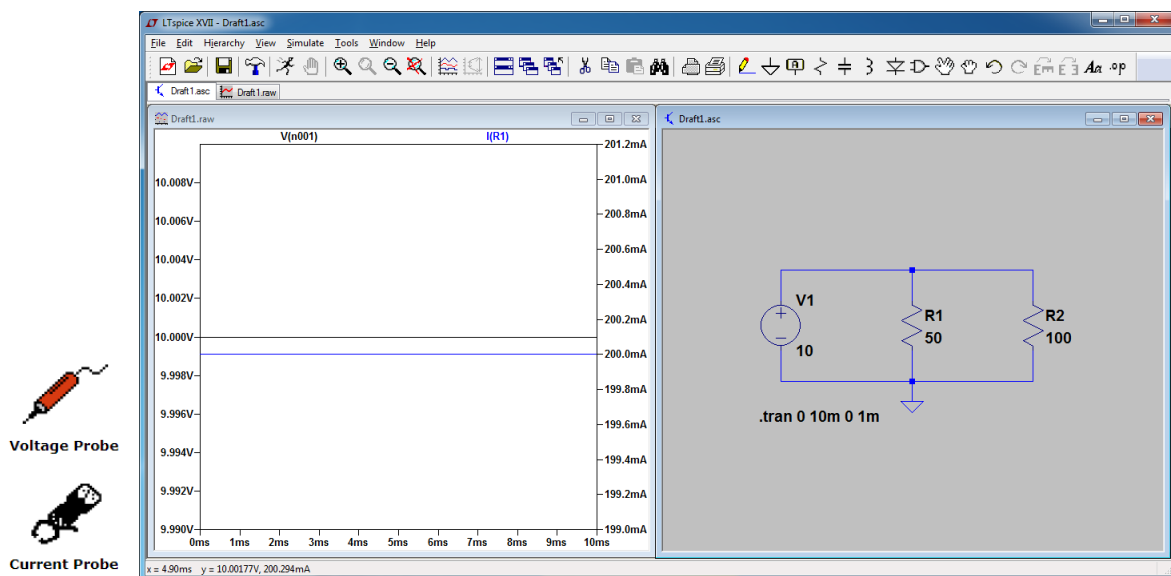 LTspice XVII - Draft1.asc
File Edit Hierarchy View Simulate Tools Window Help
Aa .op
Draft1.asc Draft1.raw
Draft1.raw
V(n001) I(R1)
10.008V
10.006V
10.004V
10.002V
10.000V
9.998V
9.996V
9.994V
9.992V
9.990V
201.2mA
201.0mA
200.8mA
200.6mA
200.4mA
200.2mA
200.0mA
199.8mA
199.6mA
199.4mA
199.2mA
199.0mA
0ms 1ms 2ms 3ms 4ms 5ms 6ms 7ms 8ms 9ms 10ms
Draft1.asc
V1
10
R1
50
R2
100
.tran 0 10m 0 1m
x = 4.90ms y = 10.00177V, 200.294mA
Voltage Probe
Current Probe